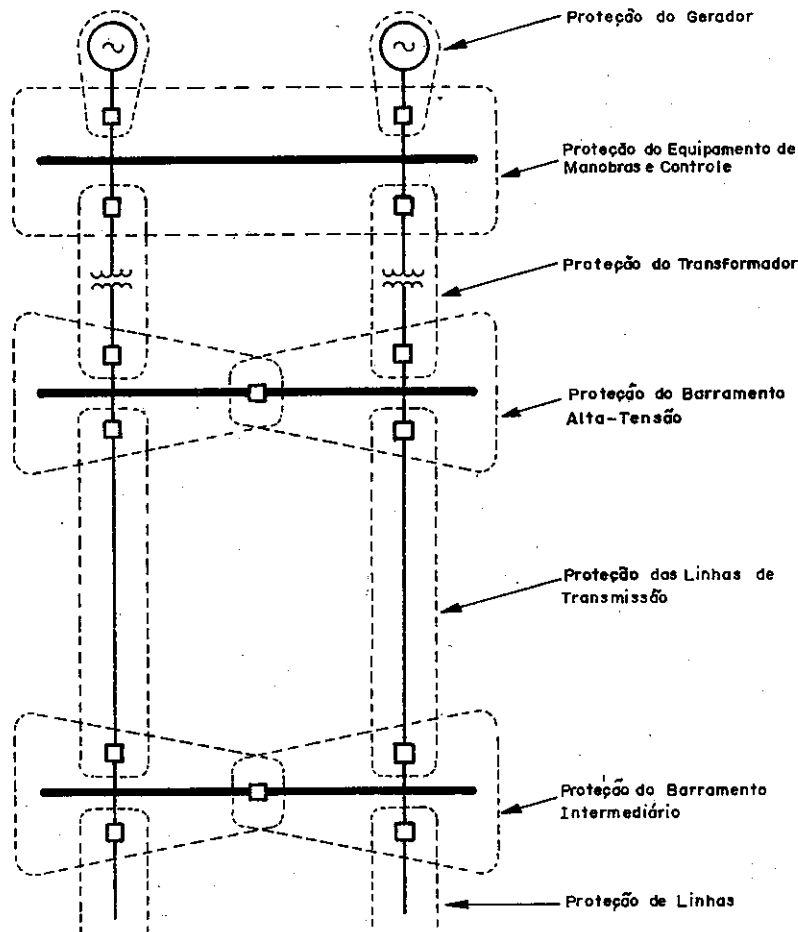 Proteção do Gerador
Proteção do Equipamento de
Manobras e Controle
Proteção do Transformador
Proteção do Barramento
Alta-Tensão
Proteção das Linhas de
Transmissão
Proteção do Barramento
Intermediário
Proteção de Linhas